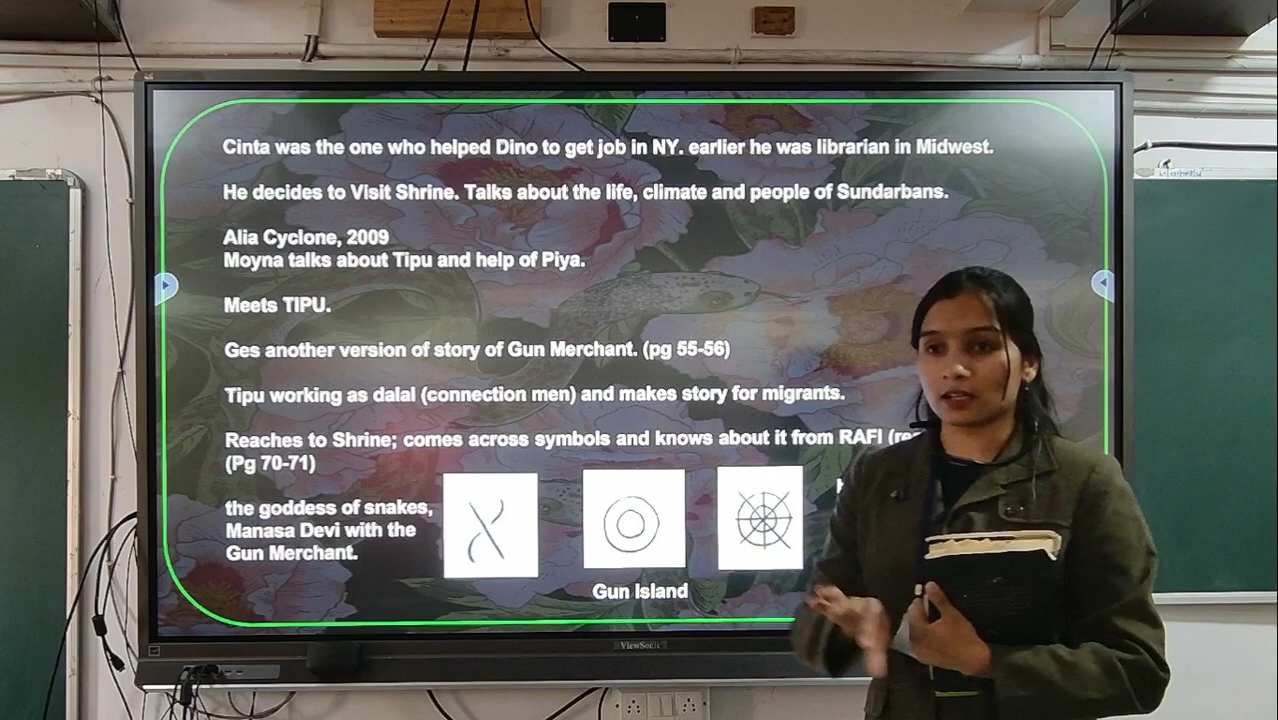 Cinta was the one who helped Dino to get job in NY. earlier he was librarian in Midwest.
He decides to Visit Shrine. Talks about the life, climate and people of Sundarbans.
Alia Cyclone, 2009
Moyna talks about Tipu and help of Piya.
Meets TIPU.
Ges another version of story of Gun Merchant. (pg 55-56)
Tipu working as dalal (connection men) and makes story for migrants.
Reaches to Shrine; comes across symbols and knows about it from RAFI
(Pg 70-71)
the goddess of snakes,
Manasa Devi with the
Gun Merchant.
Gun Island
ViewSonic